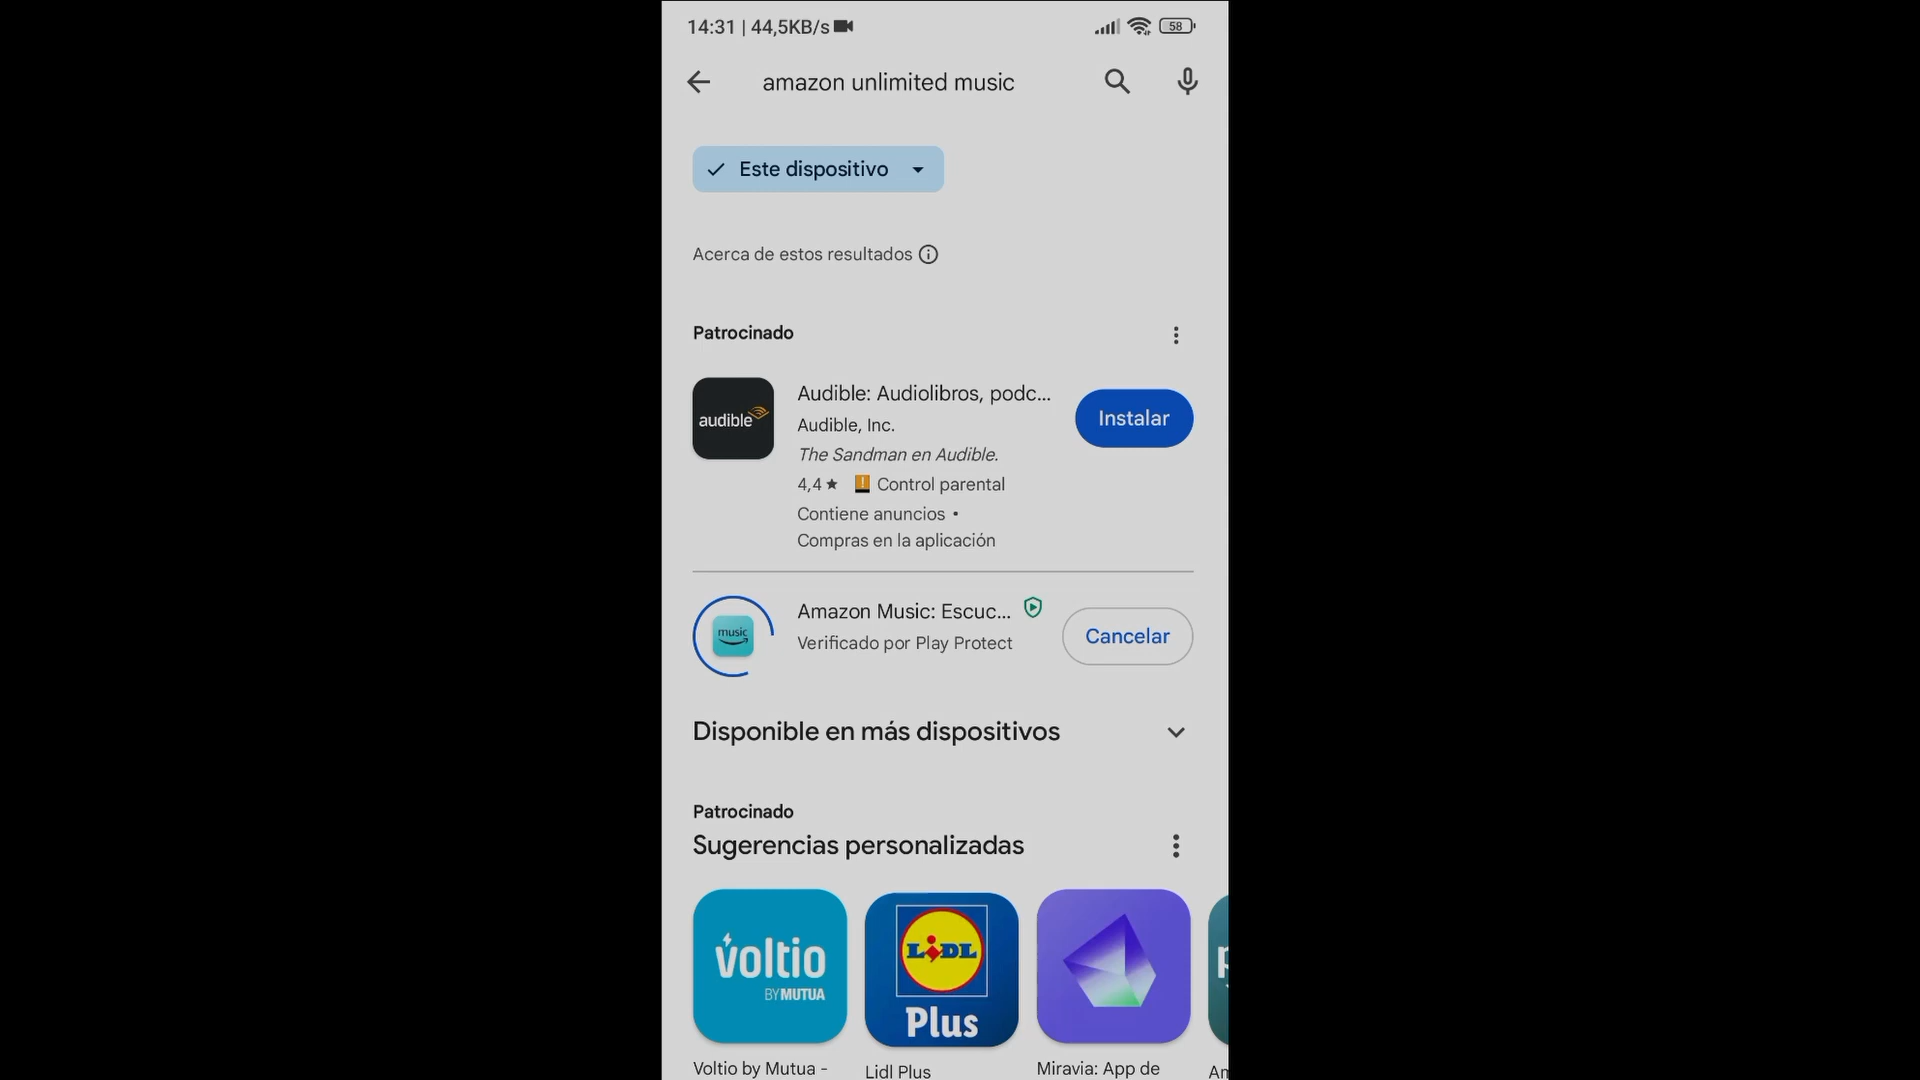 14:31 | 44,5KB/s
58
amazon unlimited music
Este dispositivo
Acerca de estos resultados
Patrocinado
audible
Audible: Audiolibros, podc...
Audible, Inc.
The Sandman en Audible.
4,4★ Control parental
Contiene anuncios •
Compras en la aplicación
Instalar
music
Amazon Music: Escuc...
Verificado por Play Protect
Cancelar
Disponible en más dispositivos
Patrocinado
Sugerencias personalizadas
voltio
BY MUTUA
LIDL
Plus
Voltio by Mutua -
Lidl Plus
Miravia: App de